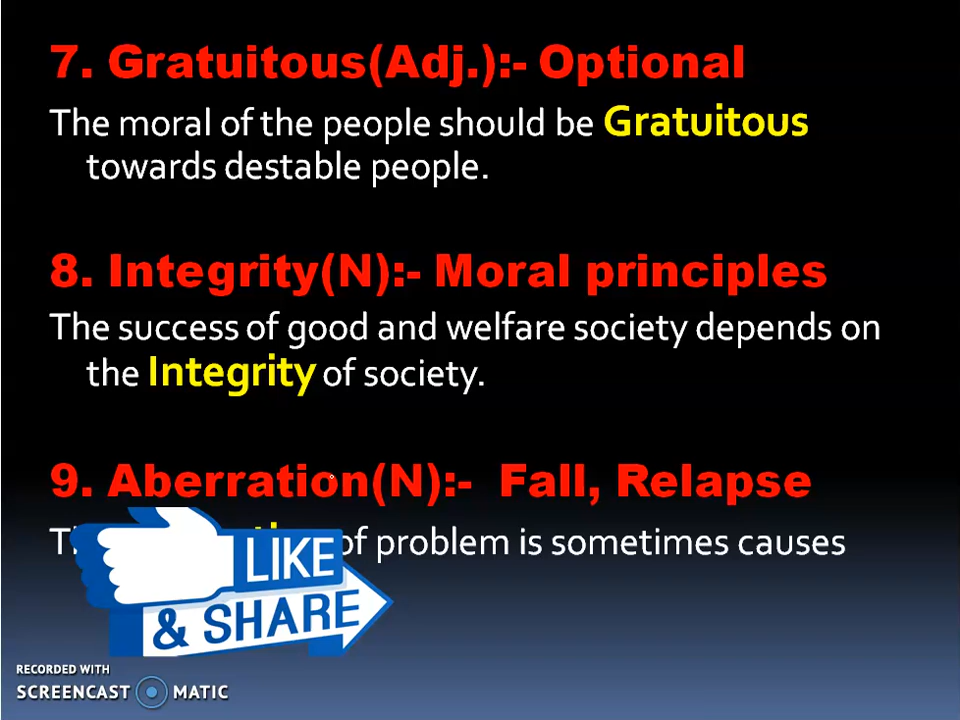 7. Gratuitous(Adj.):- Optional
The moral of the people should be Gratuitous
towards destable people.
8. Integrity(N):- Moral principles
The success of good and welfare society depends on
the Integrity of society.
9. Aberration(N):- Fall, Relapse
of problem is sometimes causes
LIKE
& SHARE
RECORDED WITH
SCREENCAST MATIC